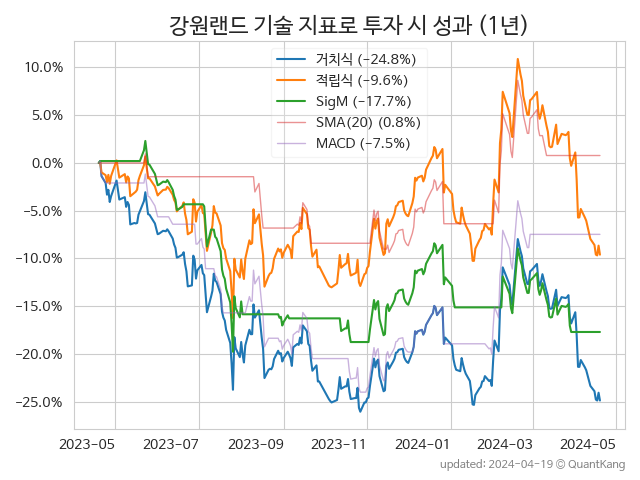 강원랜드 기술 지표로 투자 시 성과 (1년)
거치식 (−24.8%)
적립식 (−9.6%)
SigM (−17.7%)
SMA(20) (0.8%)
MACD (−7.5%)
10.0%
5.0%
0.0%
−5.0%
−10.0%
−15.0%
−20.0%
−25.0%
2023-05 2023-07 2023-09 2023-11 2024-01 2024-03 2024-05
updated: 2024-04-19 © QuantKang